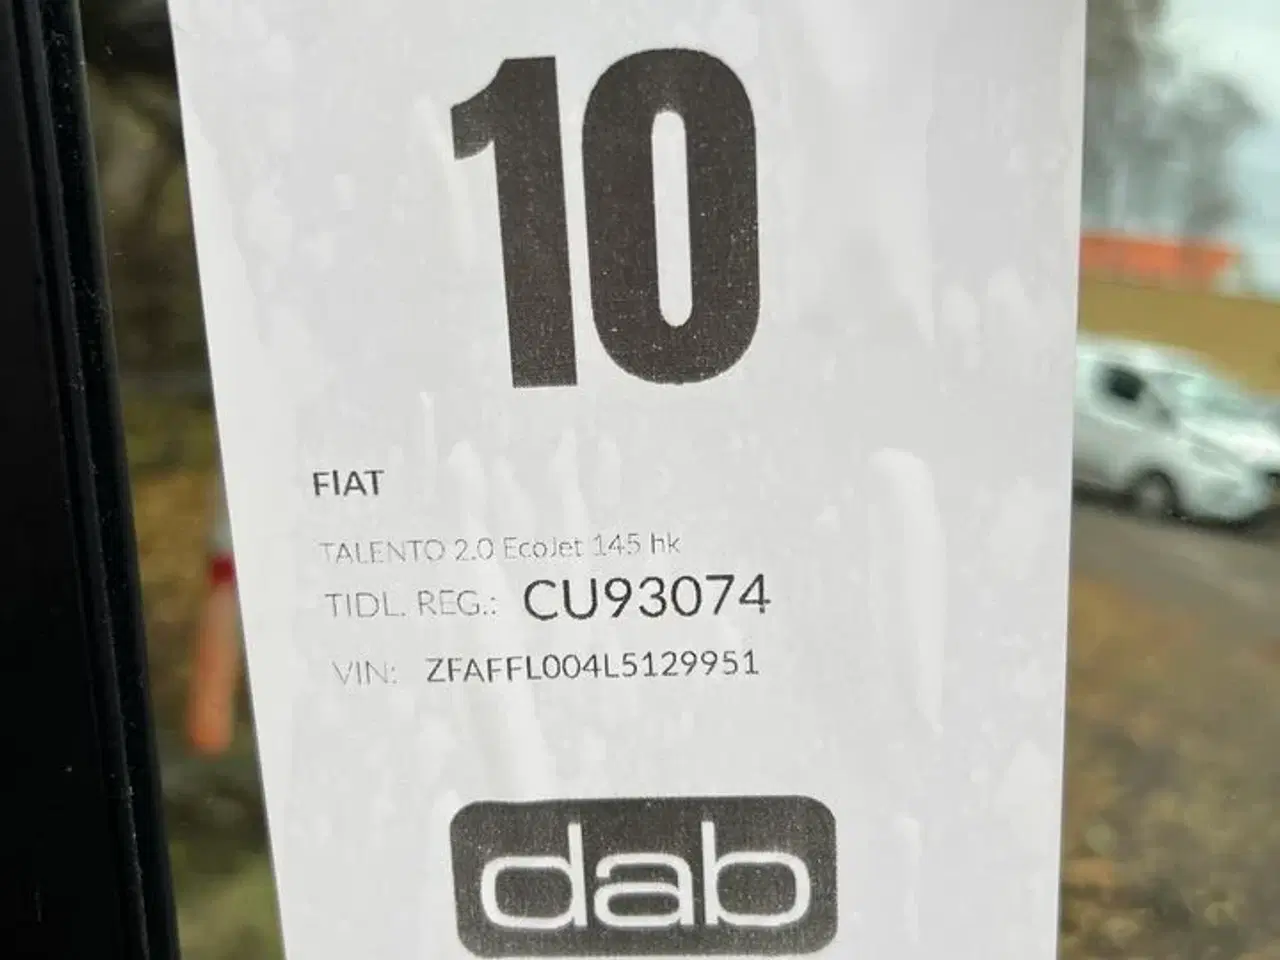 10
FIAT
TALENTO 2.0 EcoJet 145 hk
TIDL. REG.: CU93074
VIN: ZFAFFL004L5129951
dab